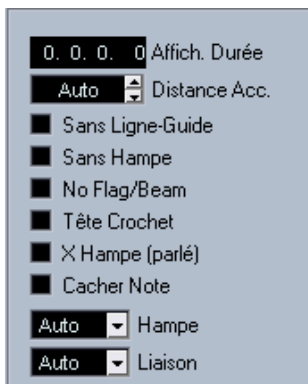 0. 0. 0. 0 Affich. Durée
Auto Distance Acc.
Sans Ligne-Guide
Sans Hampe
No Flag/Beam
Tête Crochet
X Hampe (parlé)
Cacher Note
Auto Hampe
Auto Liaison